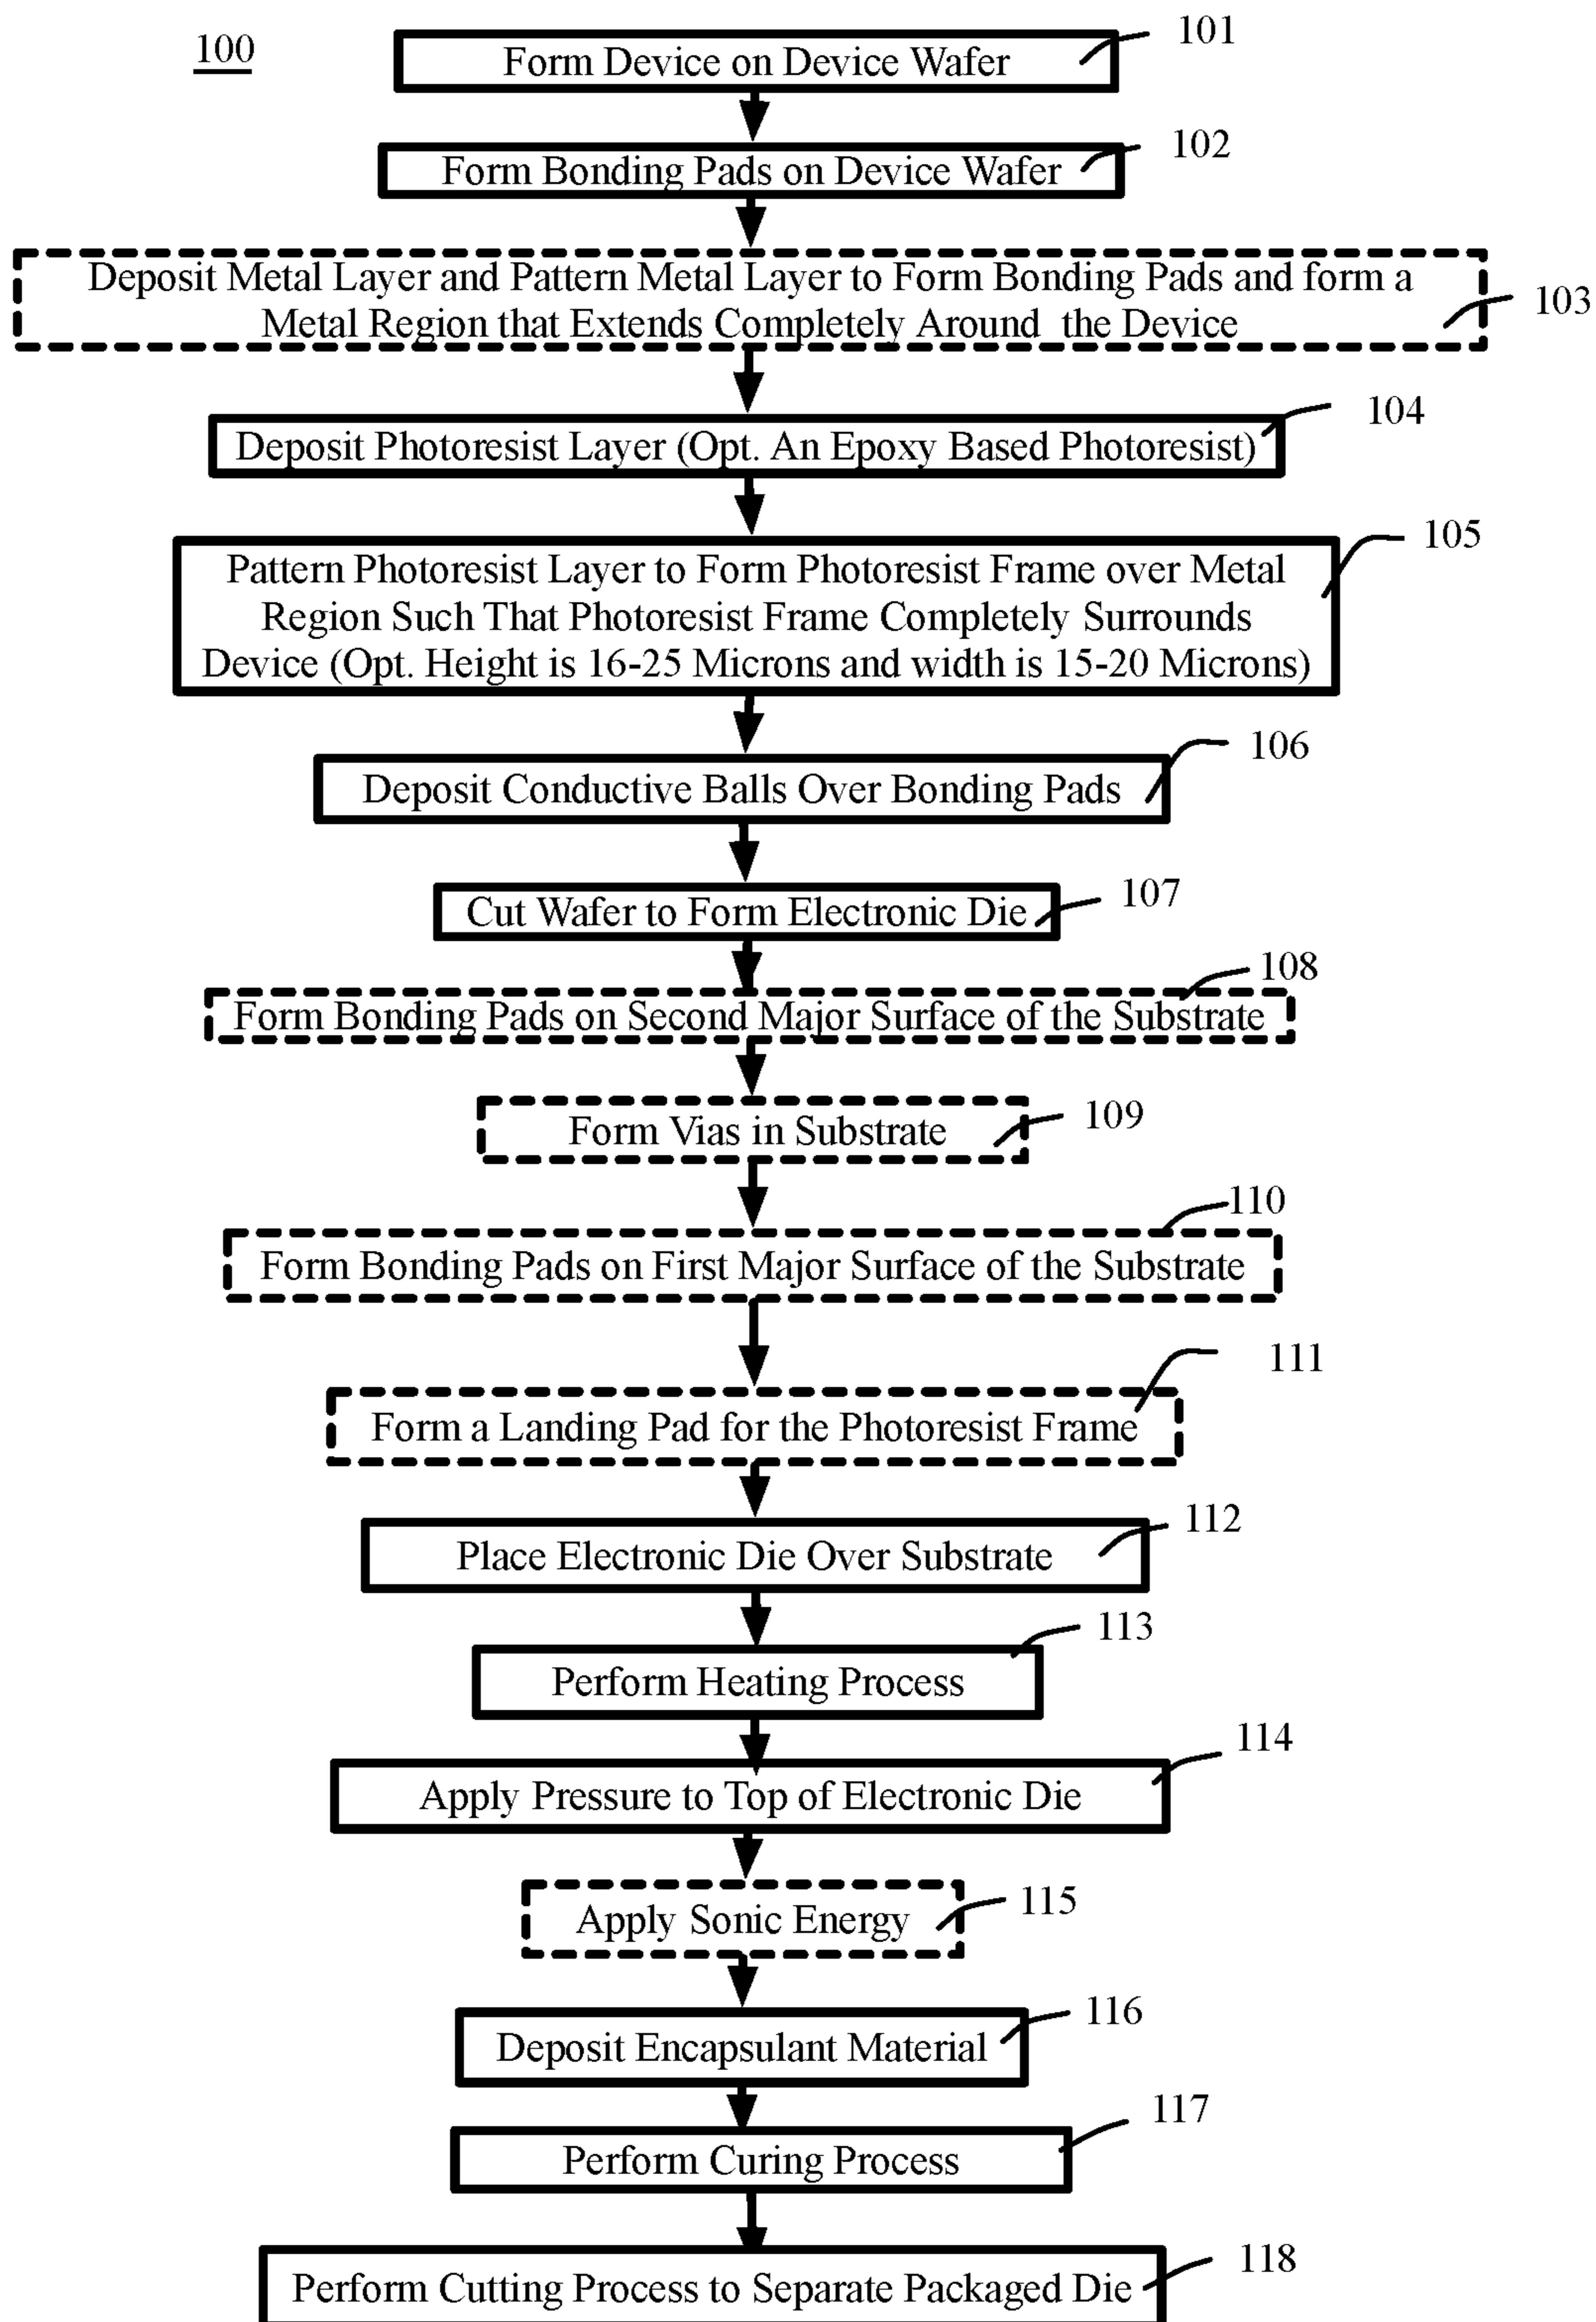 100
101
Form Device on Device Wafer
102
Form Bonding Pads on Device Wafer
Deposit Metal Layer and Pattern Metal Layer to Form Bonding Pads and form a
Metal Region that Extends Completely Around the Device
103
104
Deposit Photoresist Layer (Opt. An Epoxy Based Photoresist)
105
Pattern Photoresist Layer to Form Photoresist Frame over Metal
Region Such That Photoresist Frame Completely Surrounds
Device (Opt. Height is 16-25 Microns and width is 15-20 Microns)
106
Deposit Conductive Balls Over Bonding Pads
107
Cut Wafer to Form Electronic Die
108
Form Bonding Pads on Second Major Surface of the Substrate
109
Form Vias in Substrate
110
Form Bonding Pads on First Major Surface of the Substrate
111
Form a Landing Pad for the Photoresist Frame
112
Place Electronic Die Over Substrate
113
Perform Heating Process
114
Apply Pressure to Top of Electronic Die
115
Apply Sonic Energy
116
Deposit Encapsulant Material
117
Perform Curing Process
118
Perform Cutting Process to Separate Packaged Die